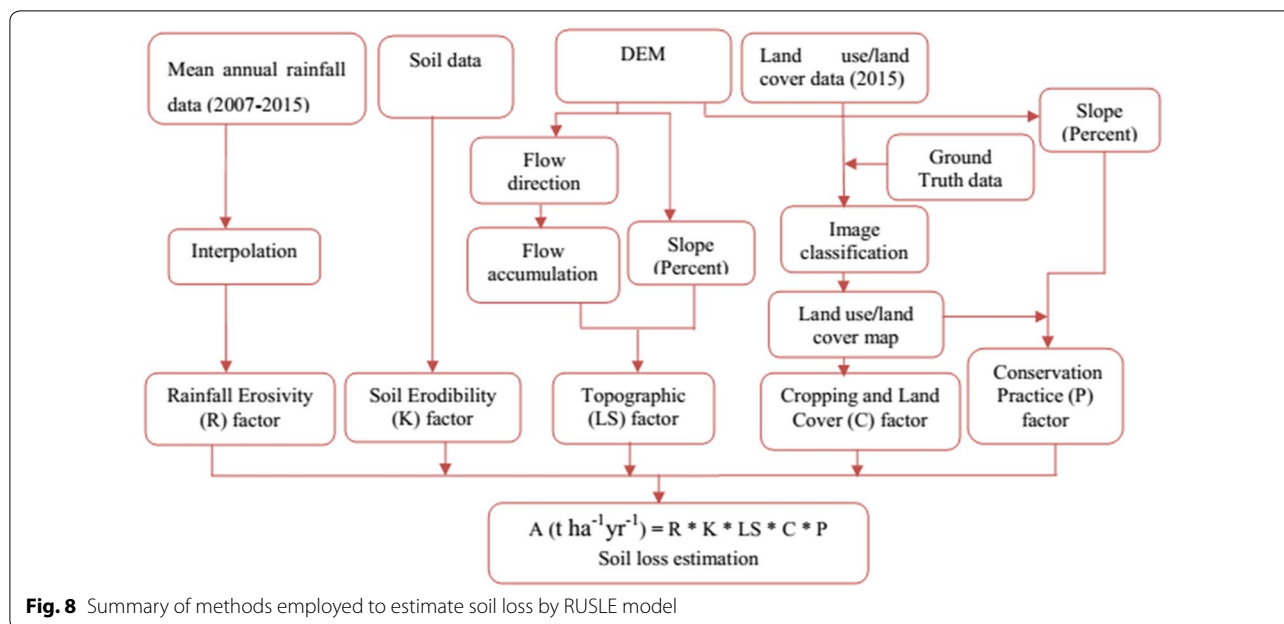 Mean annual rainfall
data (2007-2015)
Soil data
DEM
Land use/land
cover data (2015)
Slope
(Percent)
Flow
direction
Ground
Truth data
Interpolation
Flow
accumulation
Slope
(Percent)
Image
classification
Land use/land
cover map
Rainfall Erosivity
(R) factor
Soil Erodibility
(K) factor
Topographic
(LS) factor
Cropping and Land
Cover (C) factor
Conservation
Practice (P)
factor
A (t ha⁻¹yr⁻¹) = R * K * LS * C * P
Soil loss estimation
Fig. 8 Summary of methods employed to estimate soil loss by RUSLE model